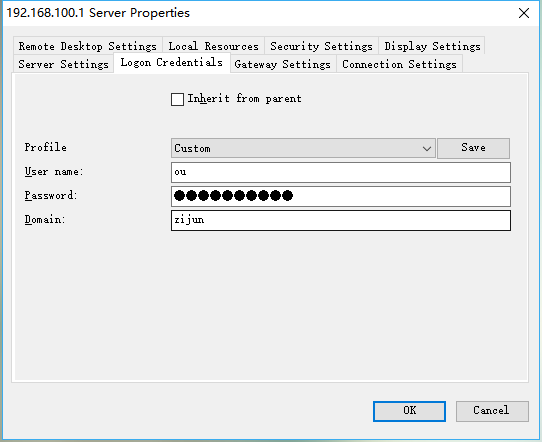 192.168.100.1 Server Properties
Remote Desktop Settings Local Resources Security Settings Display Settings
Server Settings Logon Credentials Gateway Settings Connection Settings
Inherit from parent
Profile Custom Save
User name: ou
Password: ●●●●●●●●●●
Domain: zijun
OK Cancel